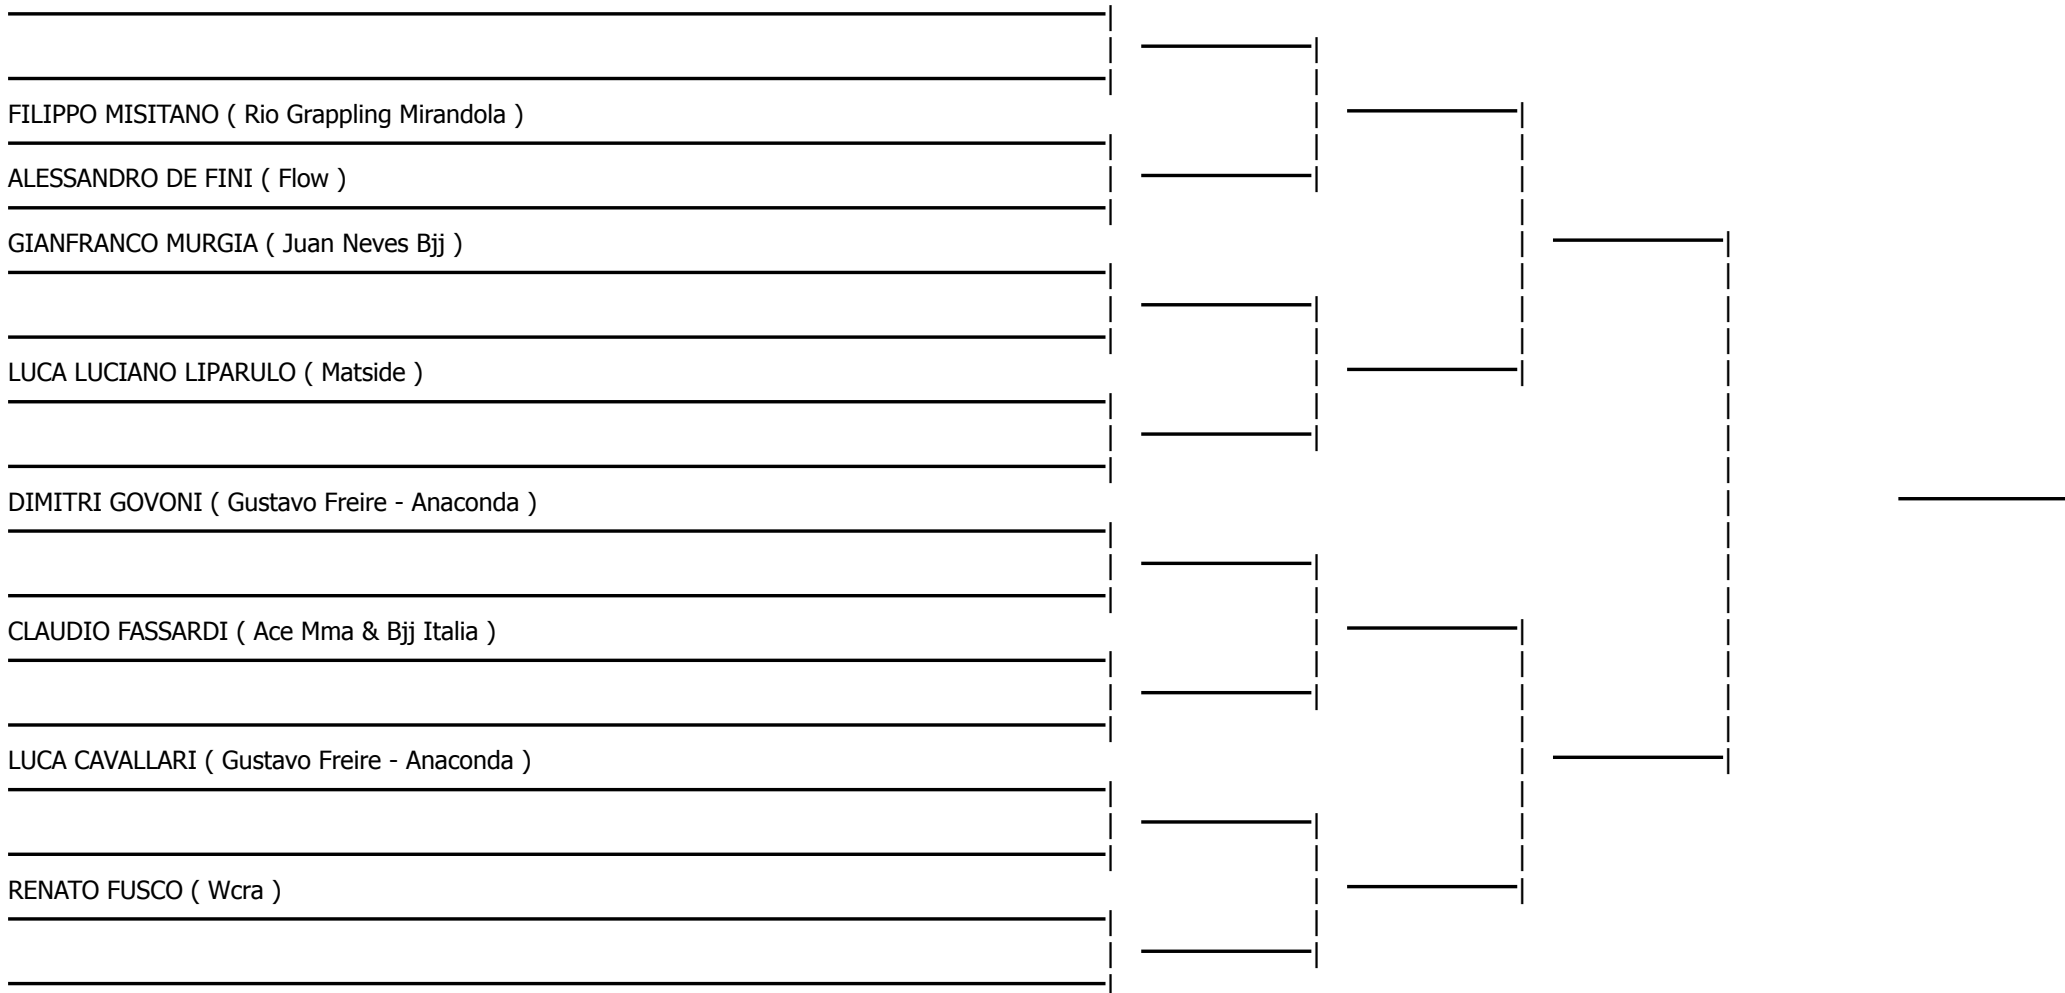 FILIPPO MISITANO ( Rio Grappling Mirandola )
ALESSANDRO DE FINI ( Flow )
GIANFRANCO MURGIA ( Juan Neves Bjj )
LUCA LUCIANO LIPARULO ( Matside )
DIMITRI GOVONI ( Gustavo Freire - Anaconda )
CLAUDIO FASSARDI ( Ace Mma & Bjj Italia )
LUCA CAVALLARI ( Gustavo Freire - Anaconda )
RENATO FUSCO ( Wcra )